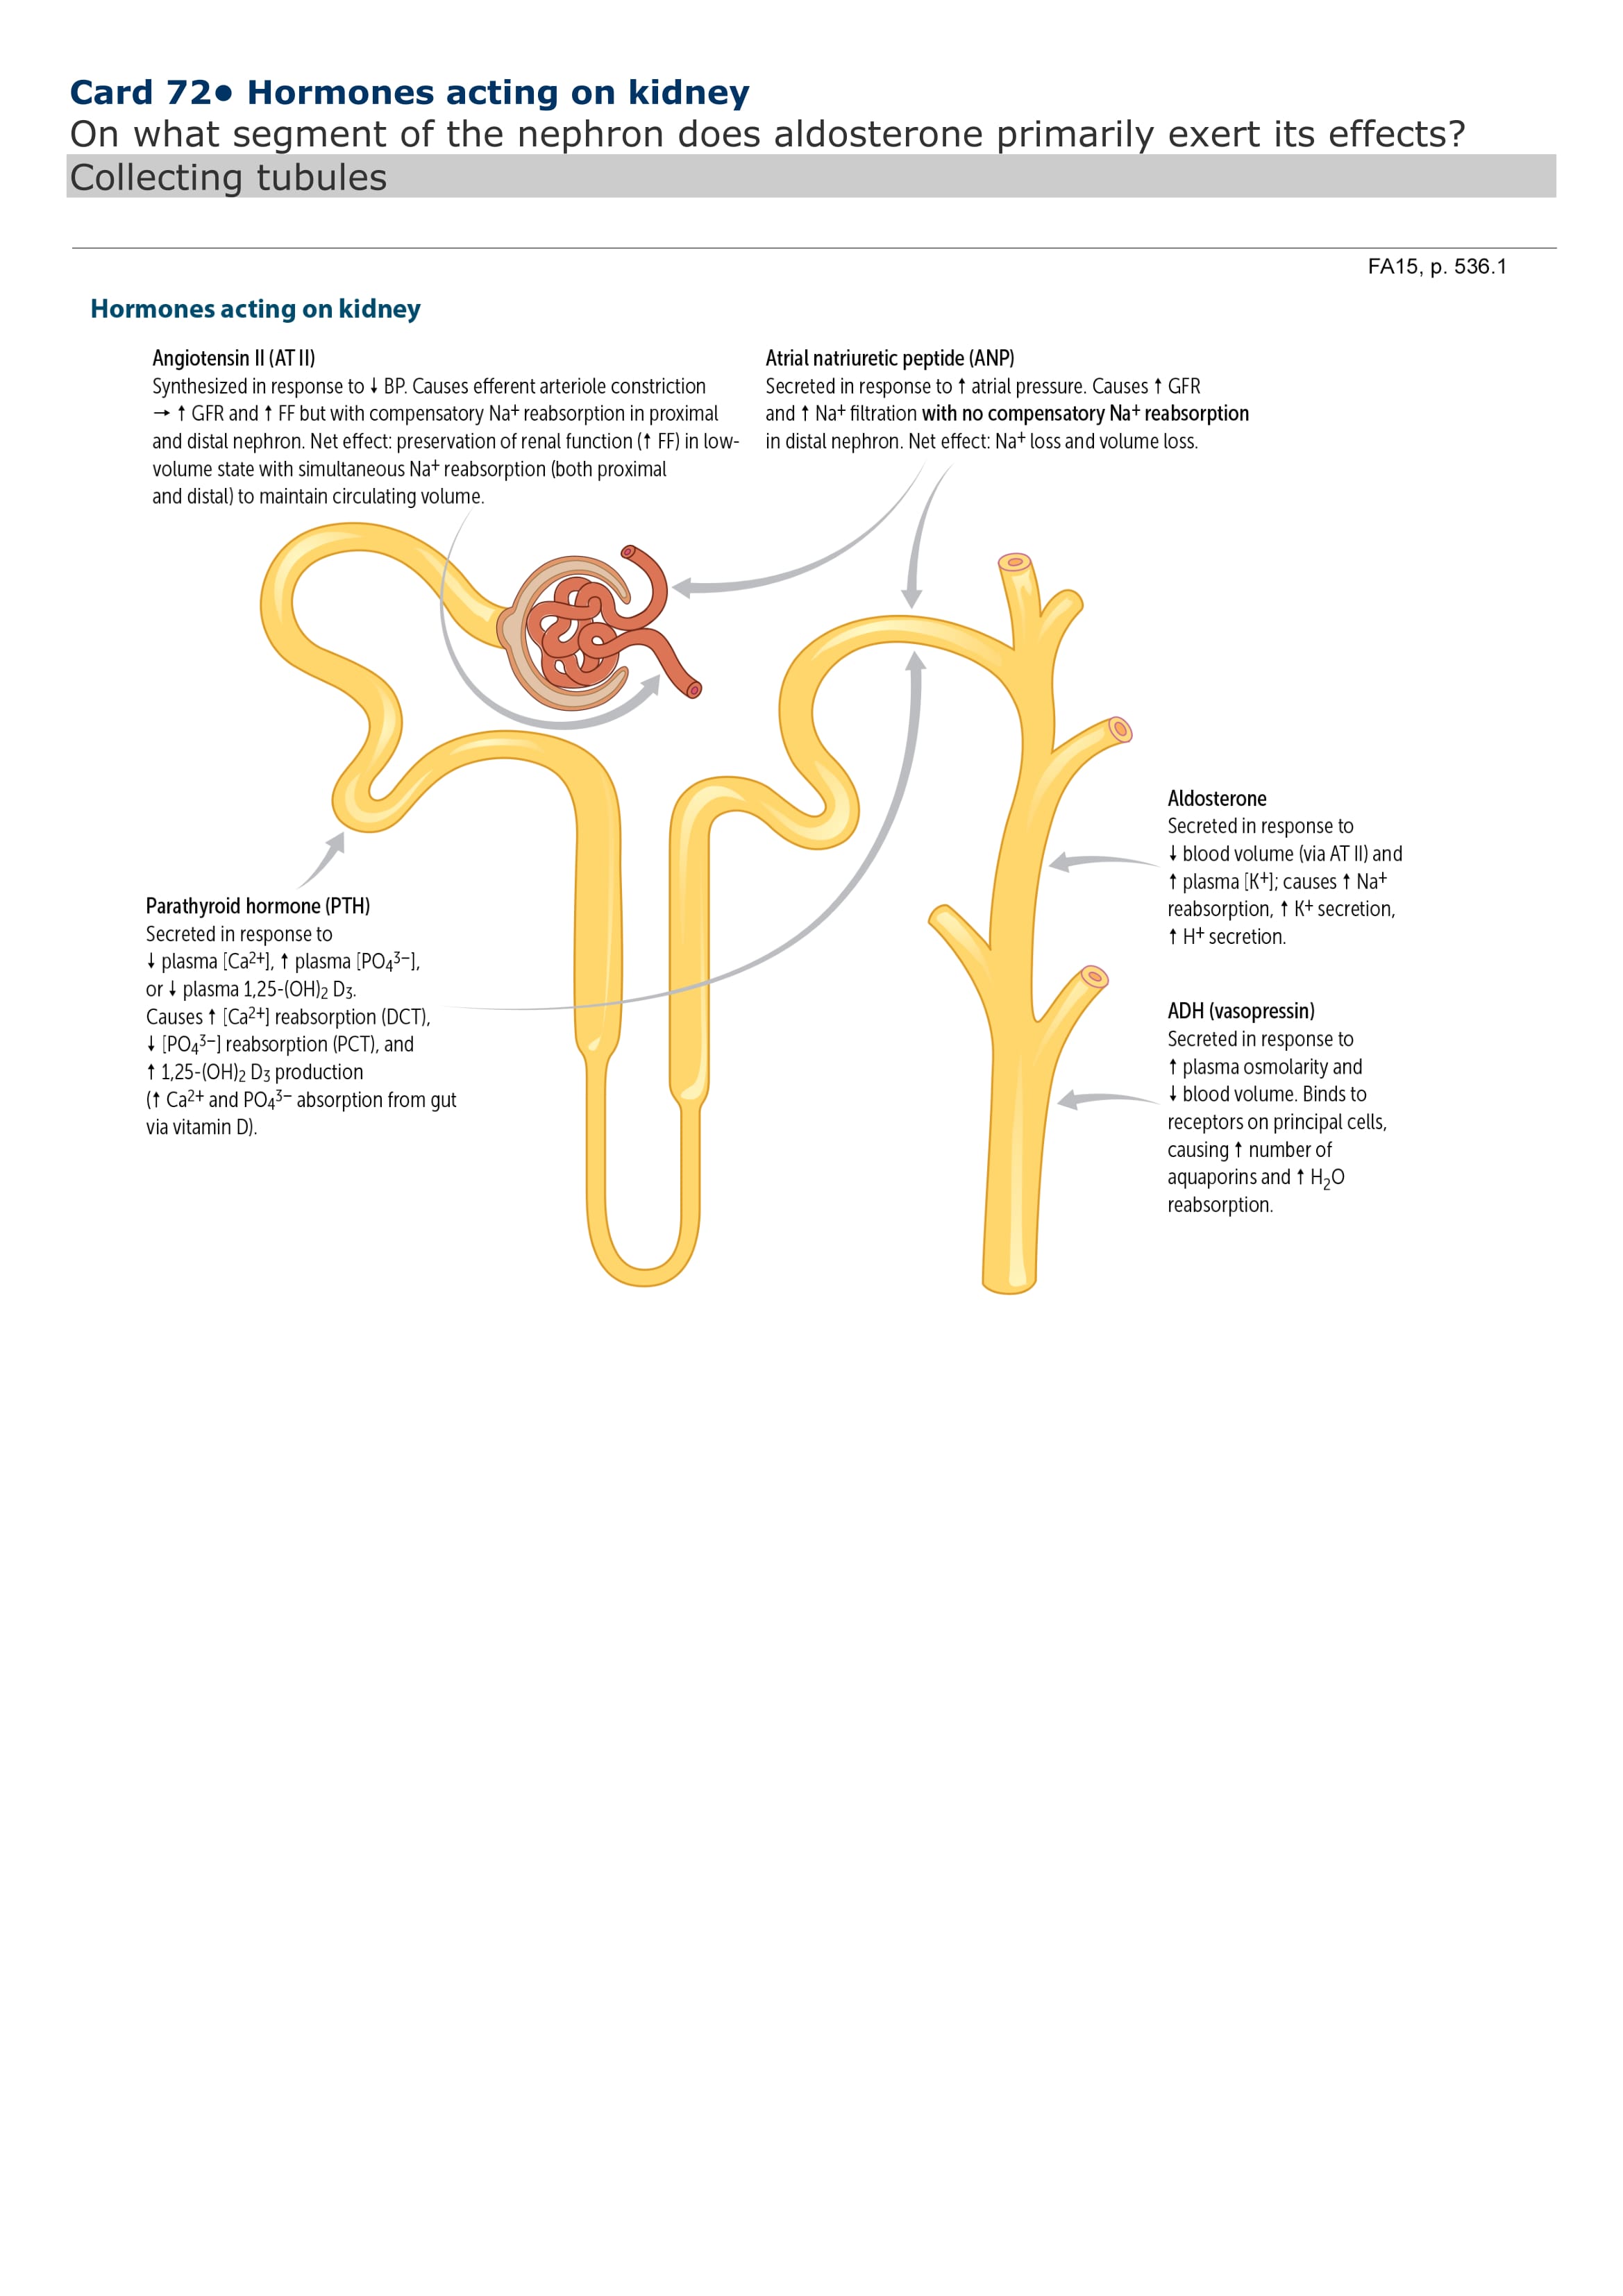 Card 72● Hormones acting on kidney
On what segment of the nephron does aldosterone primarily exert its effects?
Collecting tubules
FA15, p. 536.1
Hormones acting on kidney
Angiotensin II (AT II)
Synthesized in response to ↓ BP. Causes efferent arteriole constriction
→ ↑ GFR and ↑ FF but with compensatory Na⁺ reabsorption in proximal
and distal nephron. Net effect: preservation of renal function (↑ FF) in low-
volume state with simultaneous Na⁺ reabsorption (both proximal
and distal) to maintain circulating volume.
Atrial natriuretic peptide (ANP)
Secreted in response to ↑ atrial pressure. Causes ↑ GFR
and ↑ Na⁺ filtration with no compensatory Na⁺ reabsorption
in distal nephron. Net effect: Na⁺ loss and volume loss.
Aldosterone
Secreted in response to
↓ blood volume (via AT II) and
↑ plasma [K⁺]; causes ↑ Na⁺
reabsorption, ↑ K⁺ secretion,
↑ H⁺ secretion.
Parathyroid hormone (PTH)
Secreted in response to
↓ plasma [Ca²⁺], ↑ plasma [PO₄³⁻],
or ↓ plasma 1,25-(OH)₂ D₃.
Causes ↑ [Ca²⁺] reabsorption (DCT),
↓ [PO₄³⁻] reabsorption (PCT), and
↑ 1,25-(OH)₂ D₃ production
(↑ Ca²⁺ and PO₄³⁻ absorption from gut
via vitamin D).
ADH (vasopressin)
Secreted in response to
↑ plasma osmolarity and
↓ blood volume. Binds to
receptors on principal cells,
causing ↑ number of
aquaporins and ↑ H₂O
reabsorption.